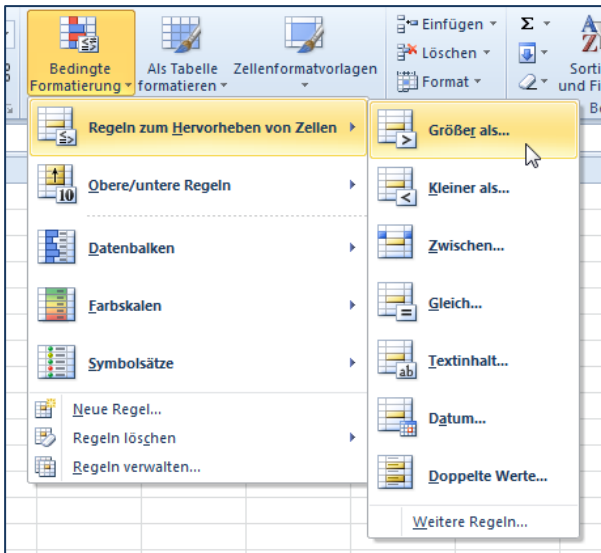 Bedingte
Formatierung
Als Tabelle
formatieren
Zellenformatvorlagen
Einfügen
Löschen
Format
Σ
A
Z
Sorti
und Fi
Regeln zum Hervorheben von Zellen
10
Obere/untere Regeln
Datenbalken
Farbskalen
Symbolsätze
Neue Regel...
Regeln löschen
Regeln verwalten...
Größer als...
Kleiner als...
Zwischen...
Gleich...
ab
Textinhalt...
Datum...
Doppelte Werte...
Weitere Regeln...